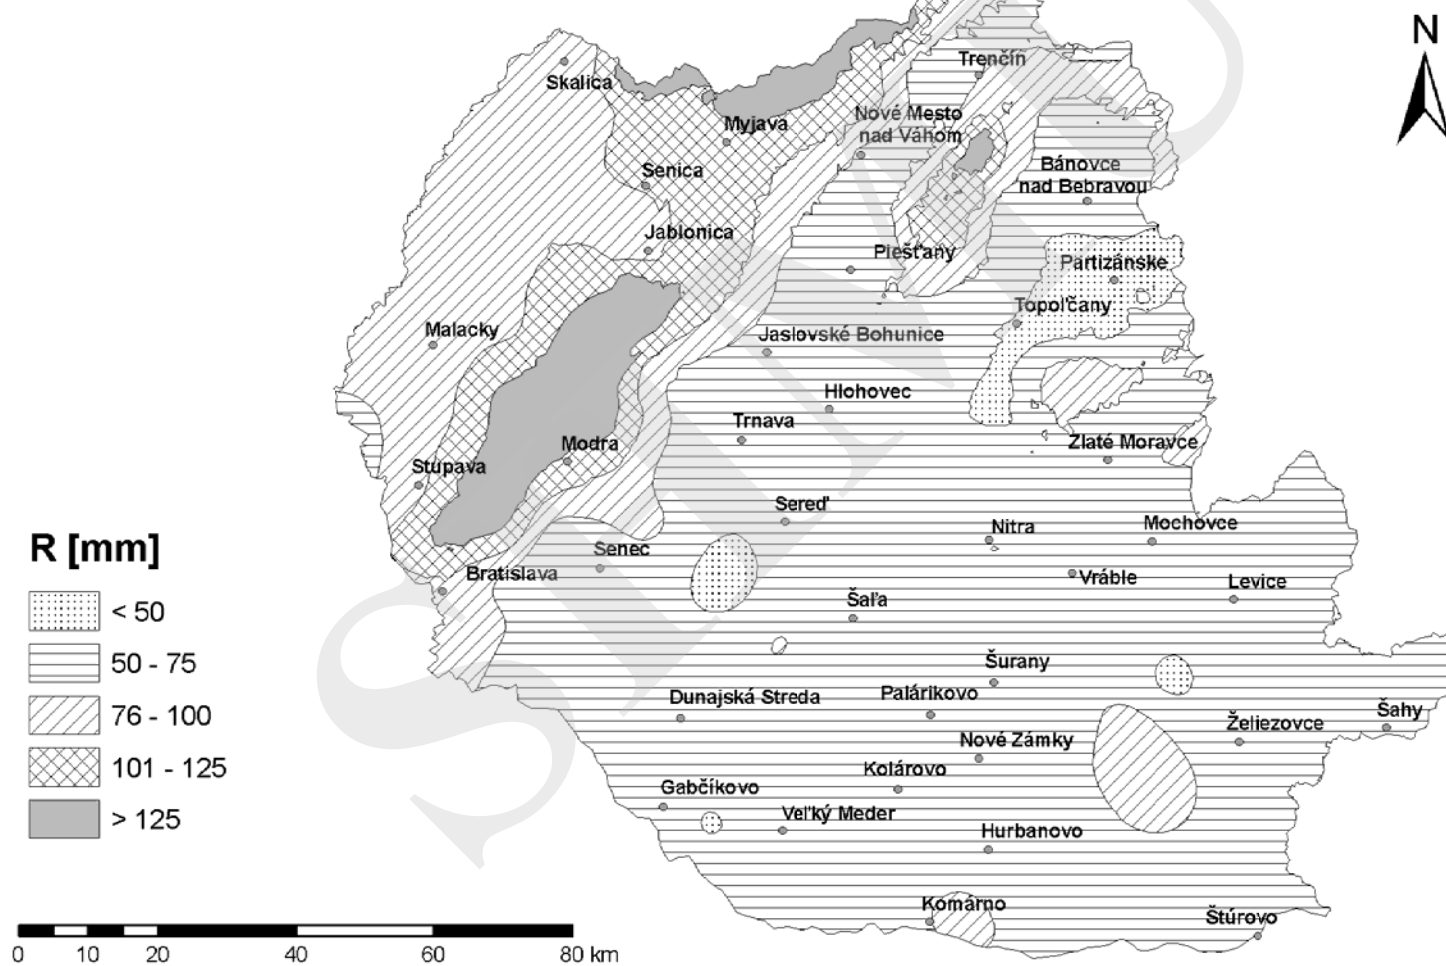 N
Trenčín
Skalica
Nové Mesto
nad Váhom
Myjava
Bánovce
nad Bebravou
Senica
Jablonica
Piešťany
Partizánske
Topoľčany
Malacky
Jaslovské Bohunice
Hlohovec
Trnava
Modra
Zlaté Moravce
Stupava
Sereď
Nitra
Mochovce
R [mm]
Senec
Bratislava
Vráble
Levice
< 50
Šaľa
50 - 75
Šurany
Dunajská Streda
Palárikovo
Šahy
76 - 100
Želiezovce
Nové Zámky
101 - 125
Kolárovo
Gabčíkovo
> 125
Veľký Meder
Hurbanovo
Komárno
Štúrovo
0 10 20 40 60 80 km
SHMÚ